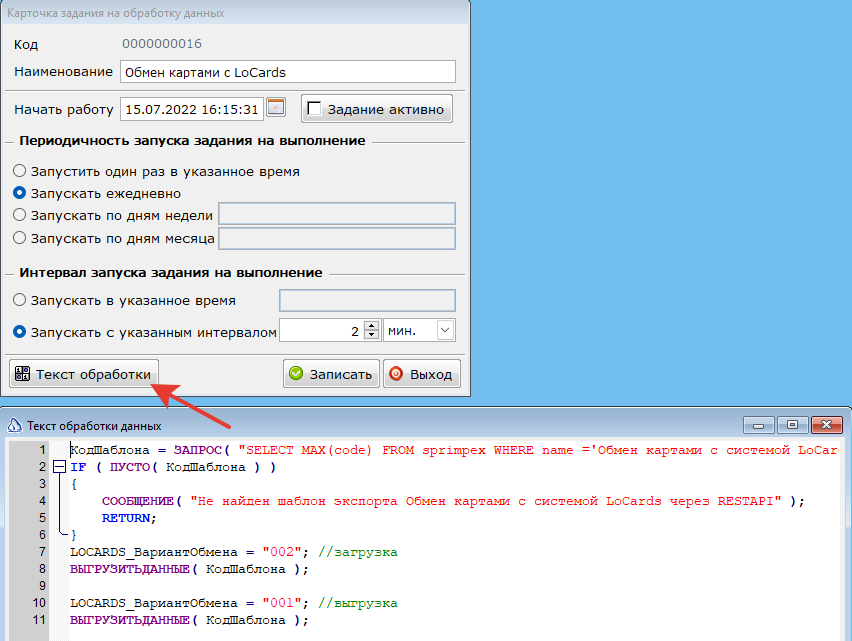 Карточка задания на обработку данных
Код 0000000016
Наименование Обмен картами с LoCards
Начать работу 15.07.2022 16:15:31 Задание активно
Периодичность запуска задания на выполнение
Запустить один раз в указанное время
Запускать ежедневно
Запускать по дням недели
Запускать по дням месяца
Интервал запуска задания на выполнение
Запускать в указанное время
Запускать с указанным интервалом 2 мин.
Текст обработки Записать Выход
Текст обработки данных
1 КодШаблона = ЗАПРОС( "SELECT MAX(code) FROM sprimpex WHERE name ='Обмен картами с системой LoCar
2 IF ( ПУСТО( КодШаблона ) )
3 {
4 СООБЩЕНИЕ( "Не найден шаблон экспорта Обмен картами с системой LoCards через RESTAPI" );
5 RETURN;
6 }
7 LOCARDS_ВариантОбмена = "002"; //загрузка
8 ВЫГРУЗИТЬДАННЫЕ( КодШаблона );
9
10 LOCARDS_ВариантОбмена = "001"; //выгрузка
11 ВЫГРУЗИТЬДАННЫЕ( КодШаблона );